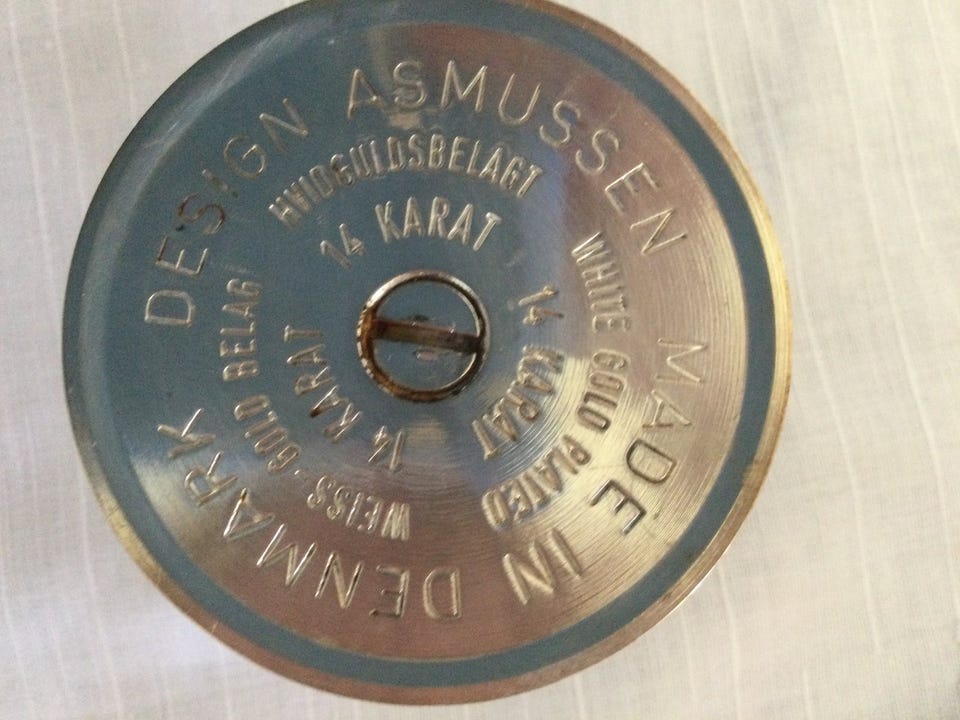 DESIGN ASMUSSEN MADE IN DENMARK
HVIDGULDSBELAGT
14 KARAT
WHITE GOLD PLATED
14 KARAT
WEISS-GOLD BELAG
14 KARAT